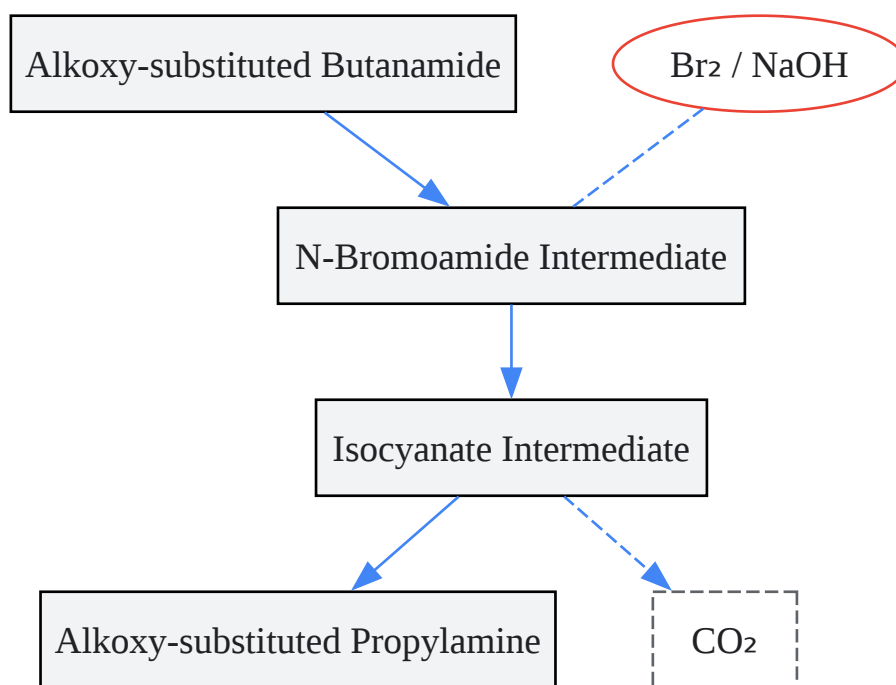 Alkoxy-substituted Butanamide
Br₂ / NaOH
N-Bromoamide Intermediate
Isocyanate Intermediate
Alkoxy-substituted Propylamine
CO₂